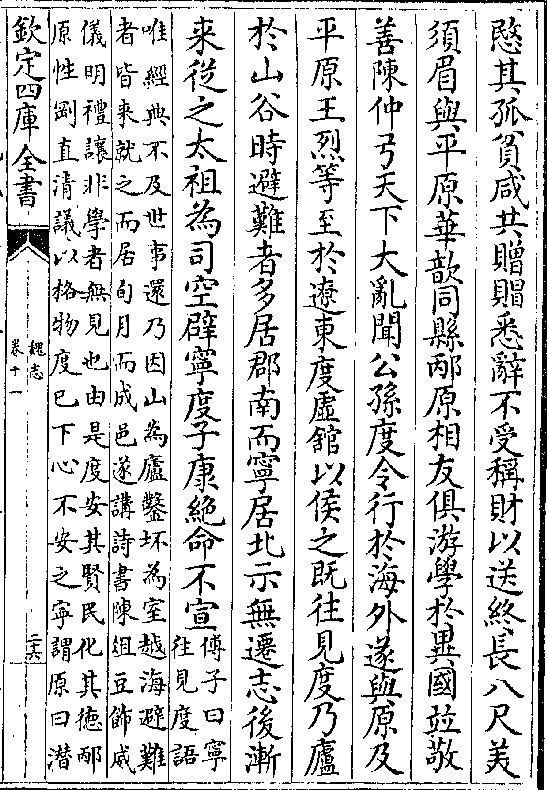 愍其孤貧咸共贈賵悉辭不受稱財以送終長八尺美
須眉與平原華歆同縣邴原相友俱游學於異國並敬
善陳仲弓天下大亂聞公孫度令行於海外遂與原及
平原王烈等至於遼東度虛館以侯之既往見度乃廬
於山谷時避難者多居郡南而寧居北示無遷志後漸
來從之太祖為司空辟寧度子康絶命不宣
傅子曰寧
往見度語
唯經典不及世事還乃因山為廬鑿坏為室越海避難
者皆來就之而居旬月而成邑遂講詩書陳俎豆飾威
儀明禮讓非學者無見也由是度安其賢民化其德邴
原性剛直清議以格物度已下心不安之寧謂原曰潛
欽定四庫全書
魏志
卷十一
二十六